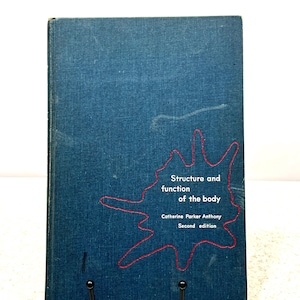 Structure and
function
of the body
Catherine Parker Anthony
Second edition